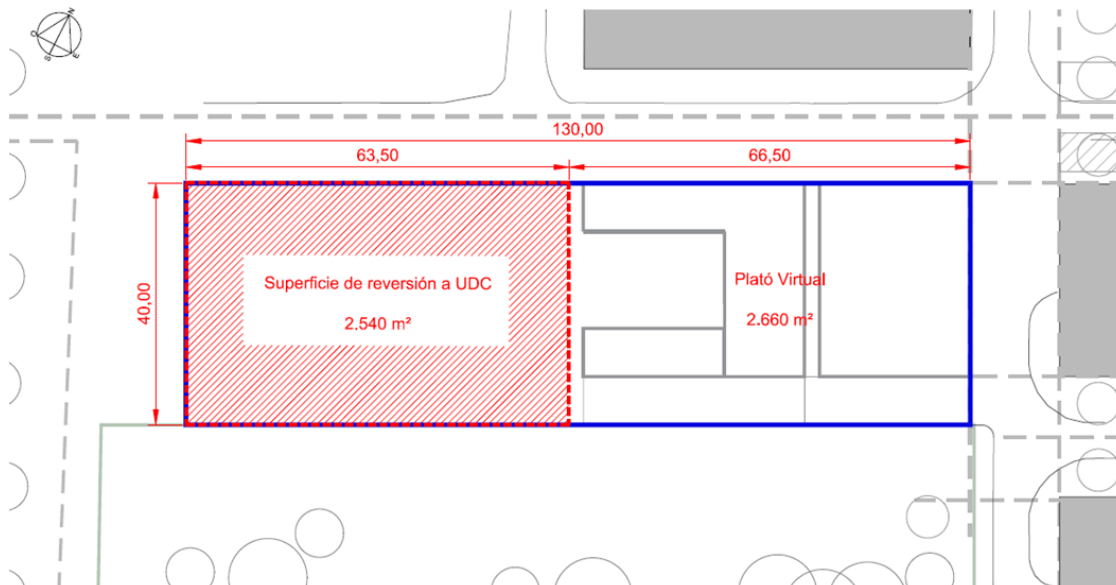 N
O
S
E
130,00
63,50
66,50
40,00
Superficie de reversión a UDC
2.540 m²
Plató Virtual
2.660 m²